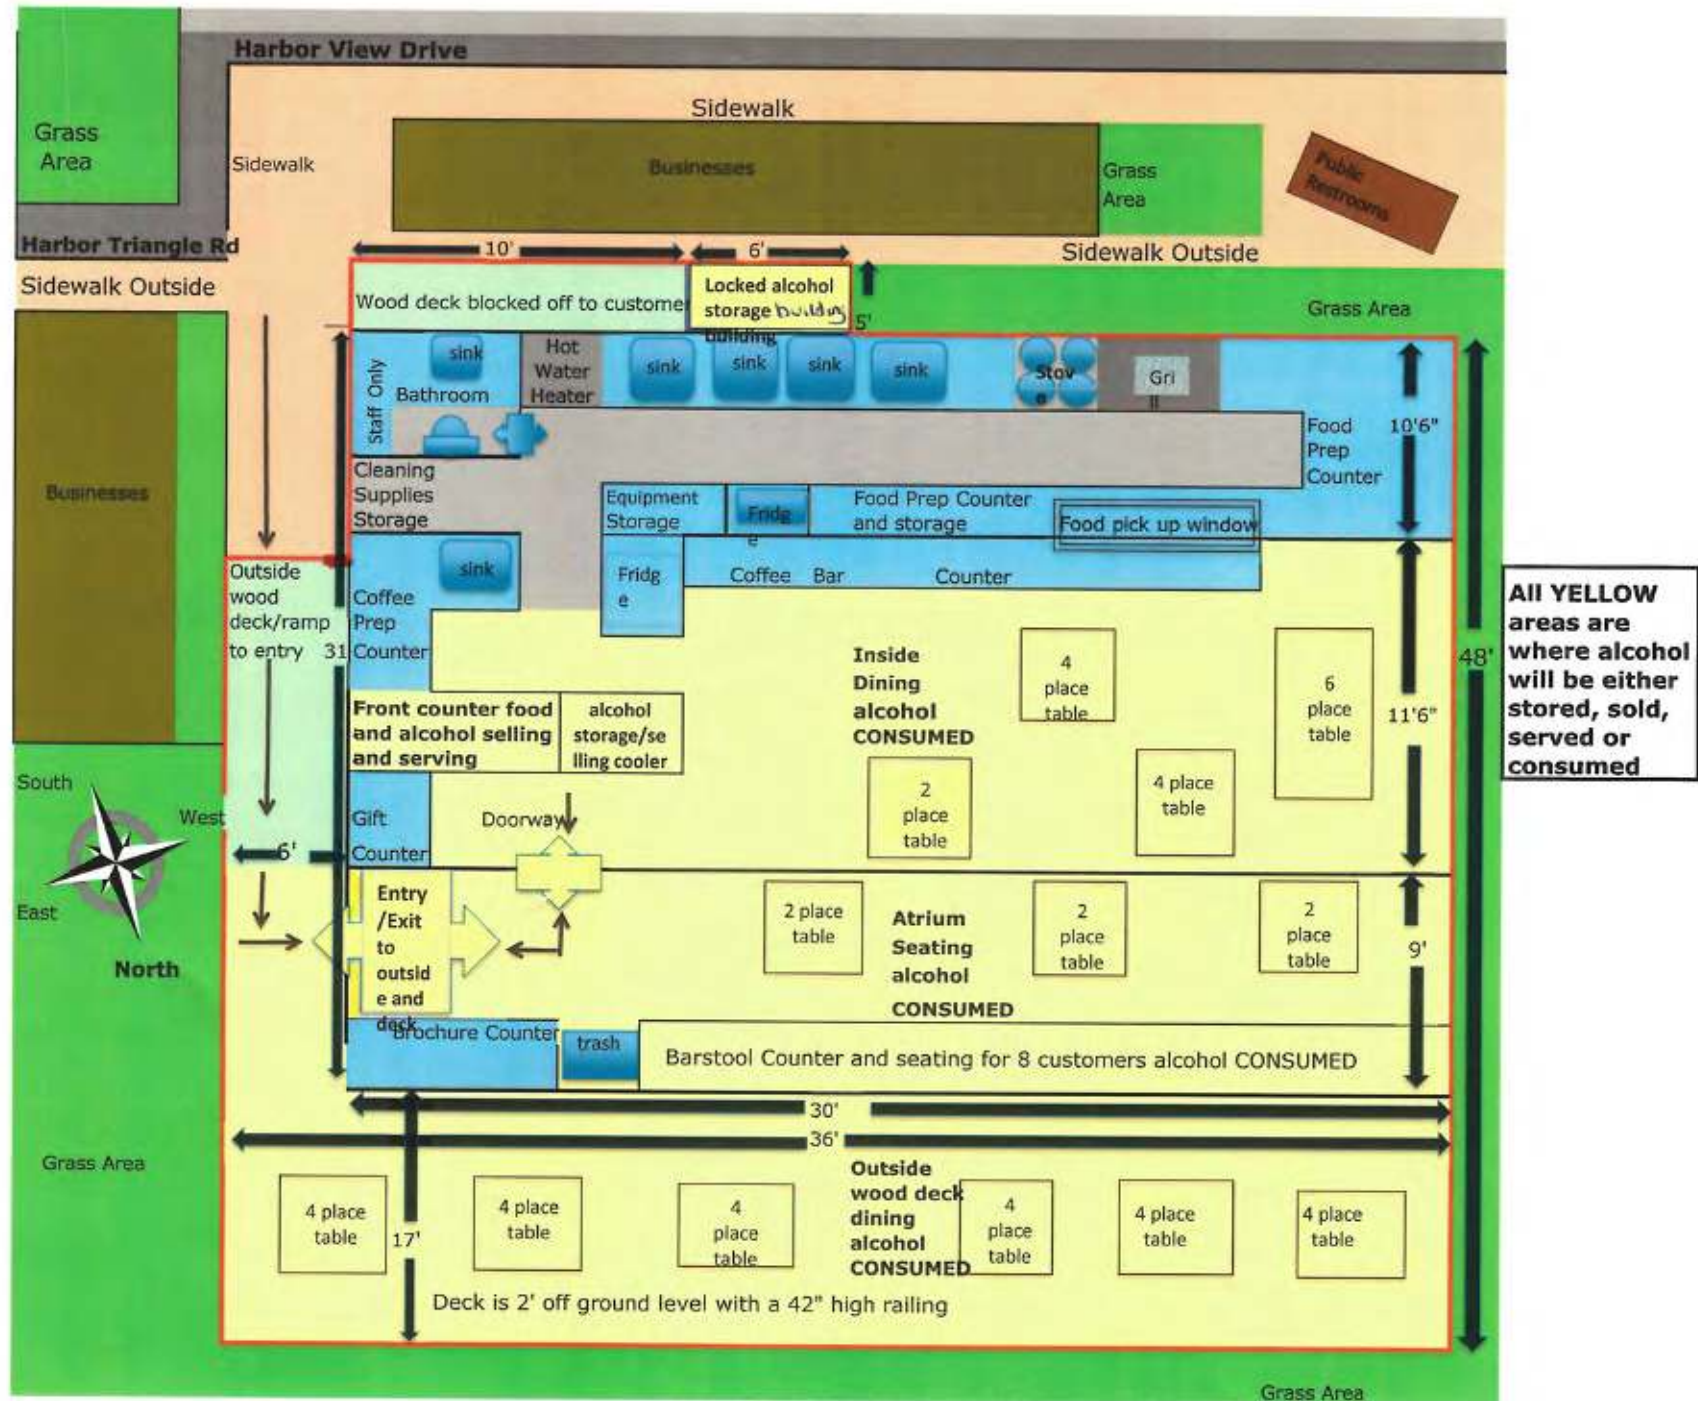 Harbor View Drive
Sidewalk
Grass
Area
Sidewalk
Businesses
Grass
Area
Public
Restrooms
Harbor Triangle Rd
10'
6'
Sidewalk Outside
Sidewalk Outside
Wood deck blocked off to customer
Locked alcohol
storage building
building
5'
Grass Area
Staff Only
sink
Bathroom
Hot
Water
Heater
sink
sink
sink
sink
Stov
e
Gri
ll
Food
Prep
Counter
10'6"
Cleaning
Supplies
Storage
Businesses
Equipment
Storage
Fridg
e
Food Prep Counter
and storage
Food pick up window
Outside
wood
deck/ramp
to entry
31
sink
Coffee
Prep
Counter
Fridg
e
Coffee Bar Counter
All YELLOW
areas are
where alcohol
will be either
stored, sold,
served or
consumed
48'
Inside
Dining
alcohol
CONSUMED
4
place
table
6
place
table
11'6"
Front counter food
and alcohol selling
and serving
alcohol
storage/se
lling cooler
2
place
table
4 place
table
South
West
East
North
6'
Gift
Counter
Doorway
Entry
/Exit
to
outsid
e and
deck
2 place
table
Atrium
Seating
alcohol
CONSUMED
2
place
table
2
place
table
9'
Brochure Counter
trash
Barstool Counter and seating for 8 customers alcohol CONSUMED
30'
36'
Grass Area
4 place
table
17'
4 place
table
4
place
table
Outside
wood deck
dining
alcohol
CONSUMED
4
place
table
4 place
table
4 place
table
Deck is 2' off ground level with a 42" high railing
Grass Area